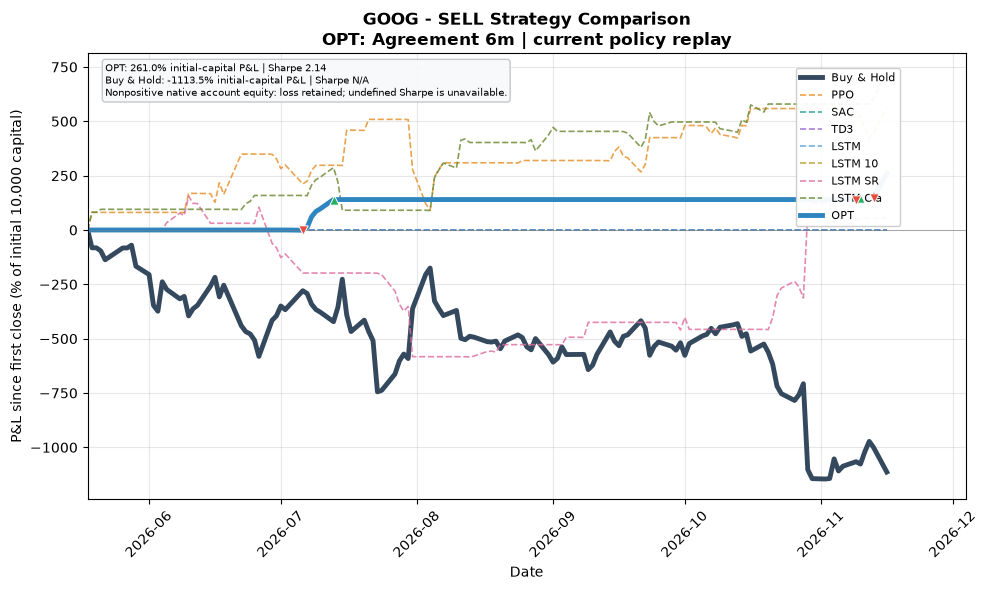 GOOG - SELL Strategy Comparison
OPT: Agreement 6m | current policy replay
OPT: 261.0% initial-capital P&L | Sharpe 2.14
Buy & Hold: -1113.5% initial-capital P&L | Sharpe N/A
Nonpositive native account equity: loss retained; undefined Sharpe is unavailable.
Buy & Hold
PPO
SAC
TD3
LSTM
LSTM 10
LSTM SR
OPT
P&L since first close (% of initial 10,000 capital)
750
500
250
0
−250
−500
−750
−1000
2026-06
2026-07
2026-08
2026-09
2026-10
2026-11
2026-12
Date